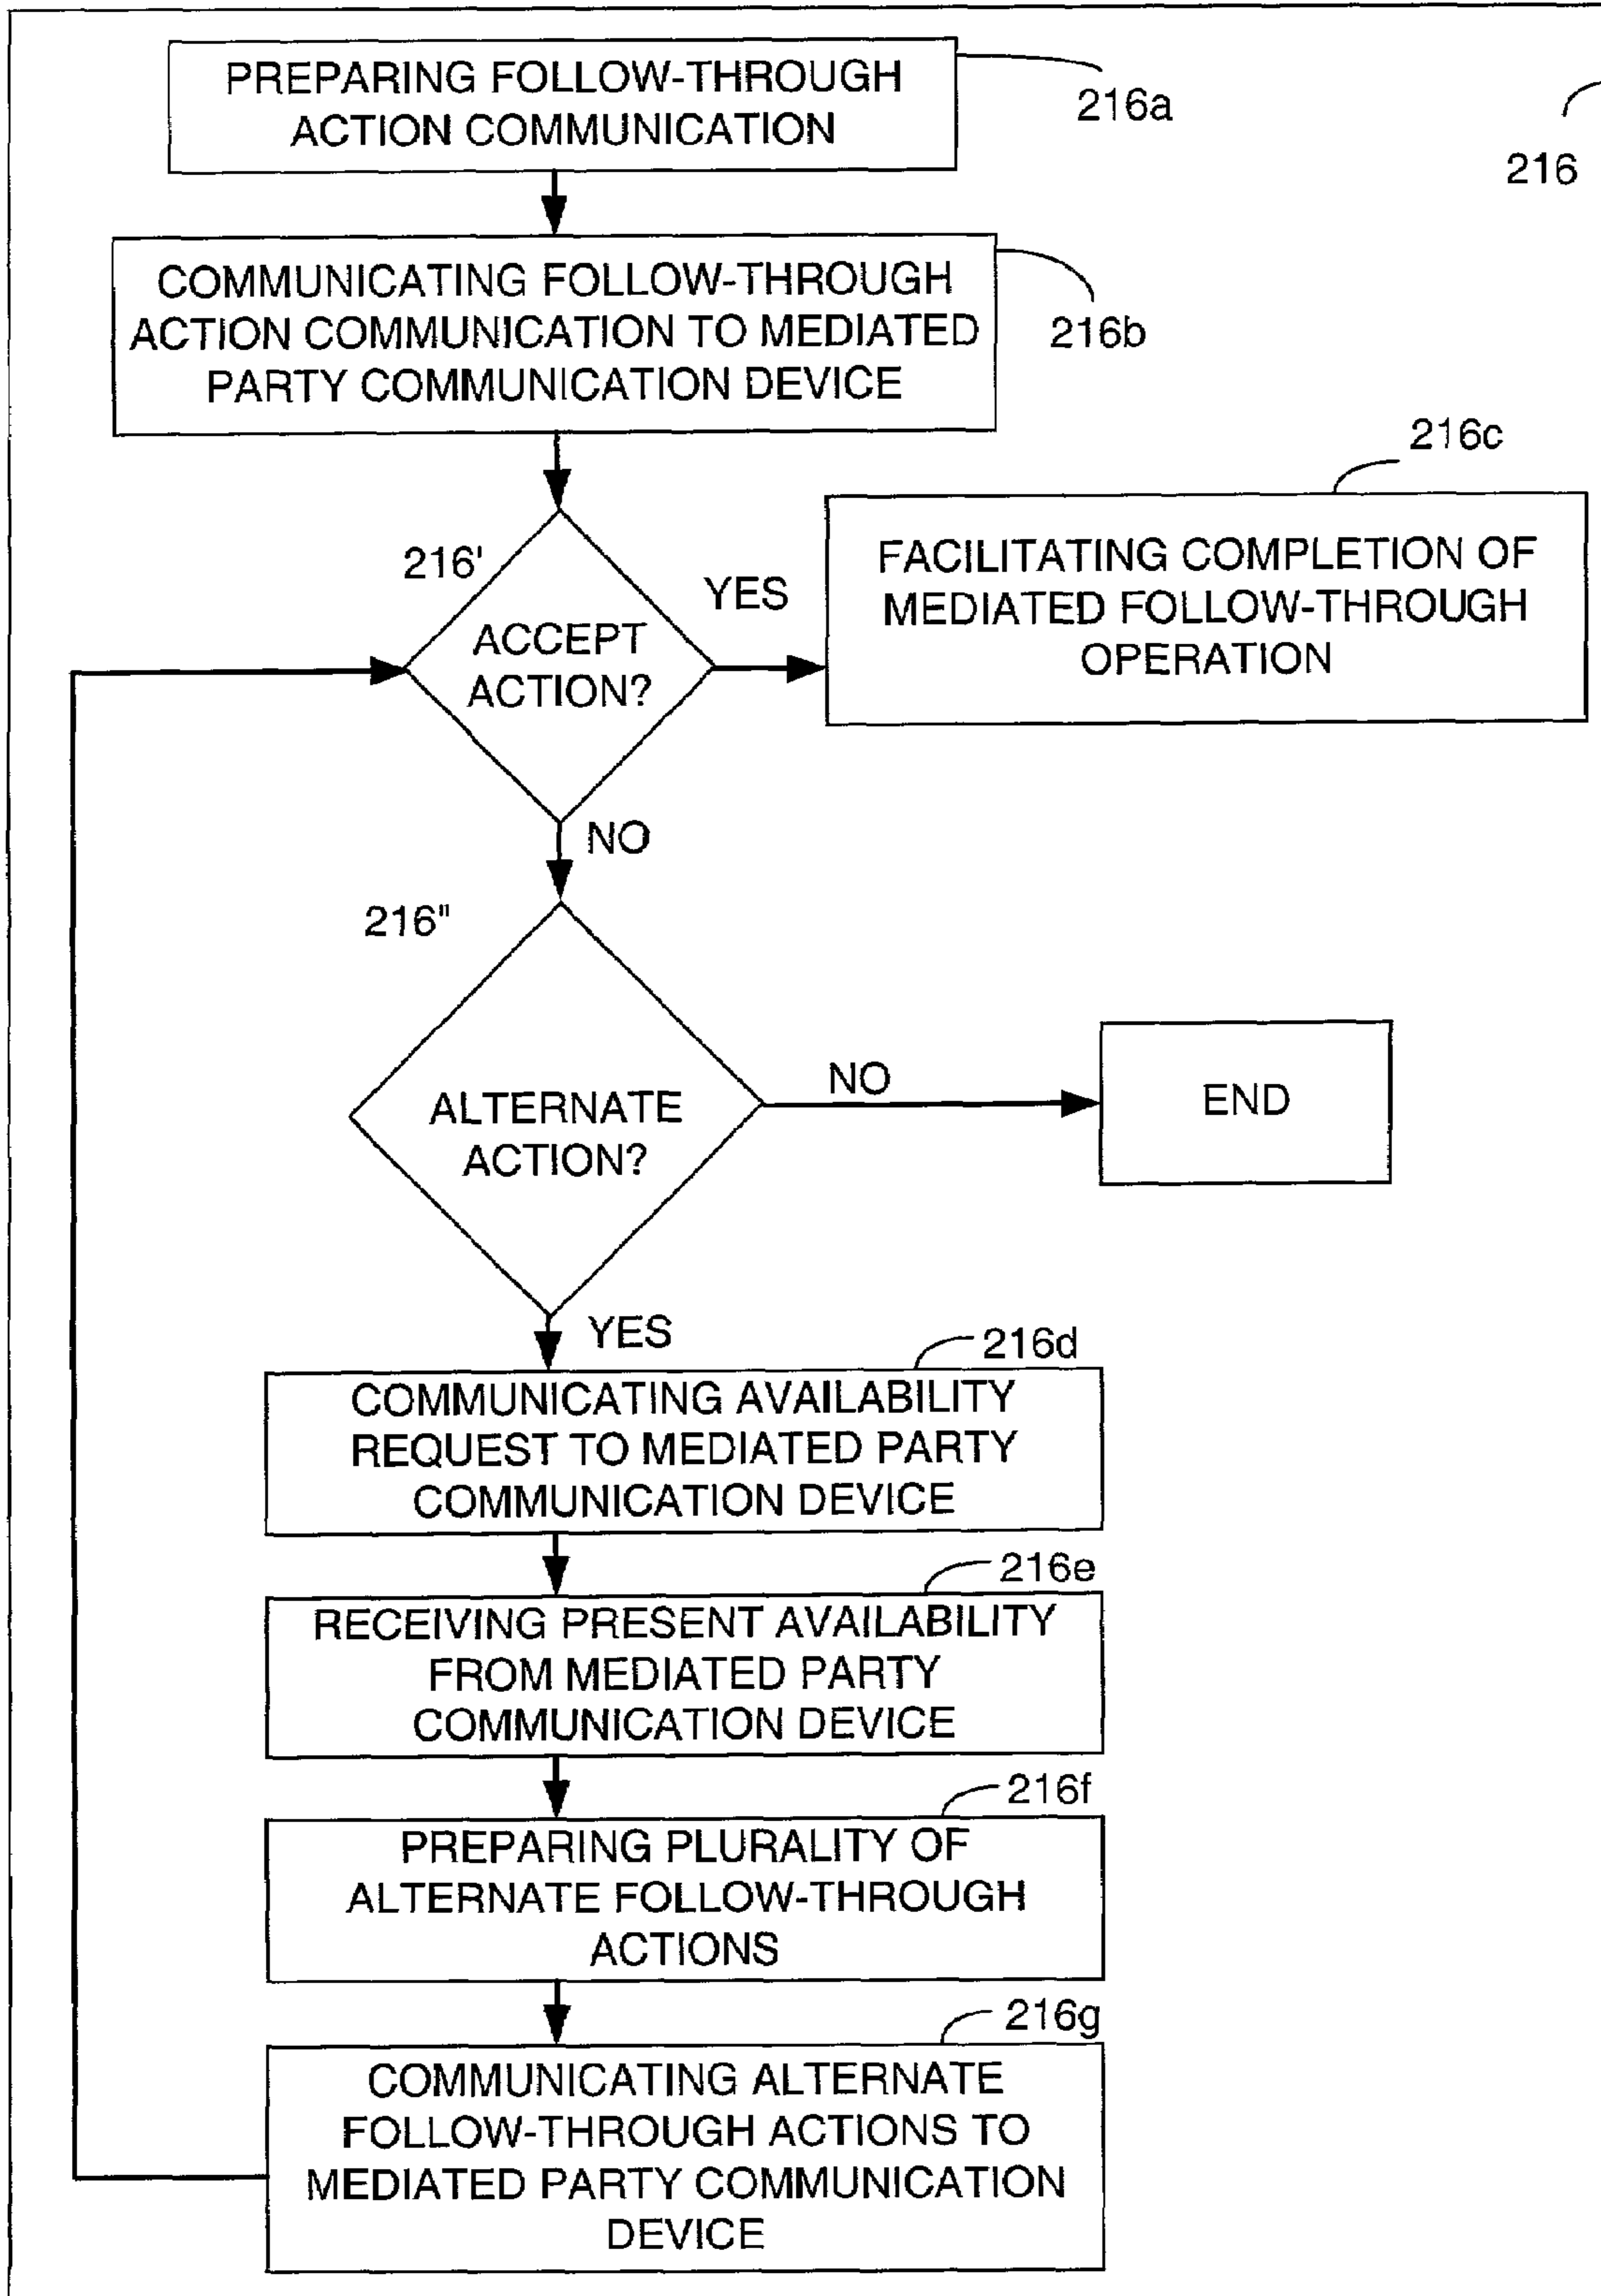 PREPARING FOLLOW-THROUGH
ACTION COMMUNICATION
216a
216
COMMUNICATING FOLLOW-THROUGH
ACTION COMMUNICATION TO MEDIATED
PARTY COMMUNICATION DEVICE
216b
216c
FACILITATING COMPLETION OF
MEDIATED FOLLOW-THROUGH
OPERATION
216'
YES
ACCEPT
ACTION?
NO
216"
ALTERNATE
ACTION?
NO
END
YES
216d
COMMUNICATING AVAILABILITY
REQUEST TO MEDIATED PARTY
COMMUNICATION DEVICE
216e
RECEIVING PRESENT AVAILABILITY
FROM MEDIATED PARTY
COMMUNICATION DEVICE
216f
PREPARING PLURALITY OF
ALTERNATE FOLLOW-THROUGH
ACTIONS
216g
COMMUNICATING ALTERNATE
FOLLOW-THROUGH ACTIONS TO
MEDIATED PARTY COMMUNICATION
DEVICE